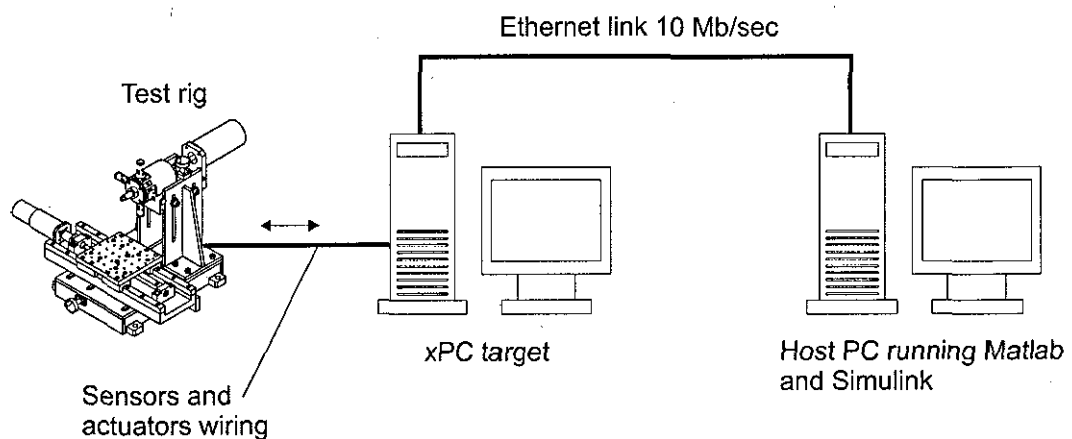 Ethernet link 10 Mb/sec
Test rig
xPC target
Host PC running Matlab
and Simulink
Sensors and
actuators wiring